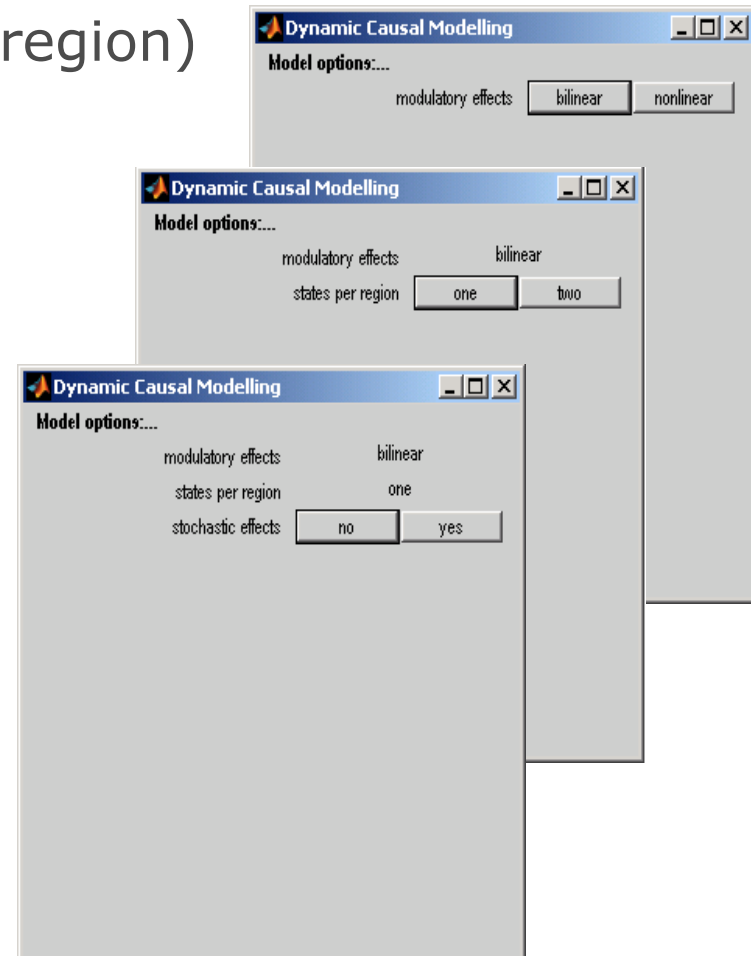 region)
Dynamic Causal Modelling
Model options:...
modulatory effects bilinear nonlinear
Dynamic Causal Modelling
Model options:...
modulatory effects bilinear
states per region one two
Dynamic Causal Modelling
Model options:...
modulatory effects bilinear
states per region one
stochastic effects no yes